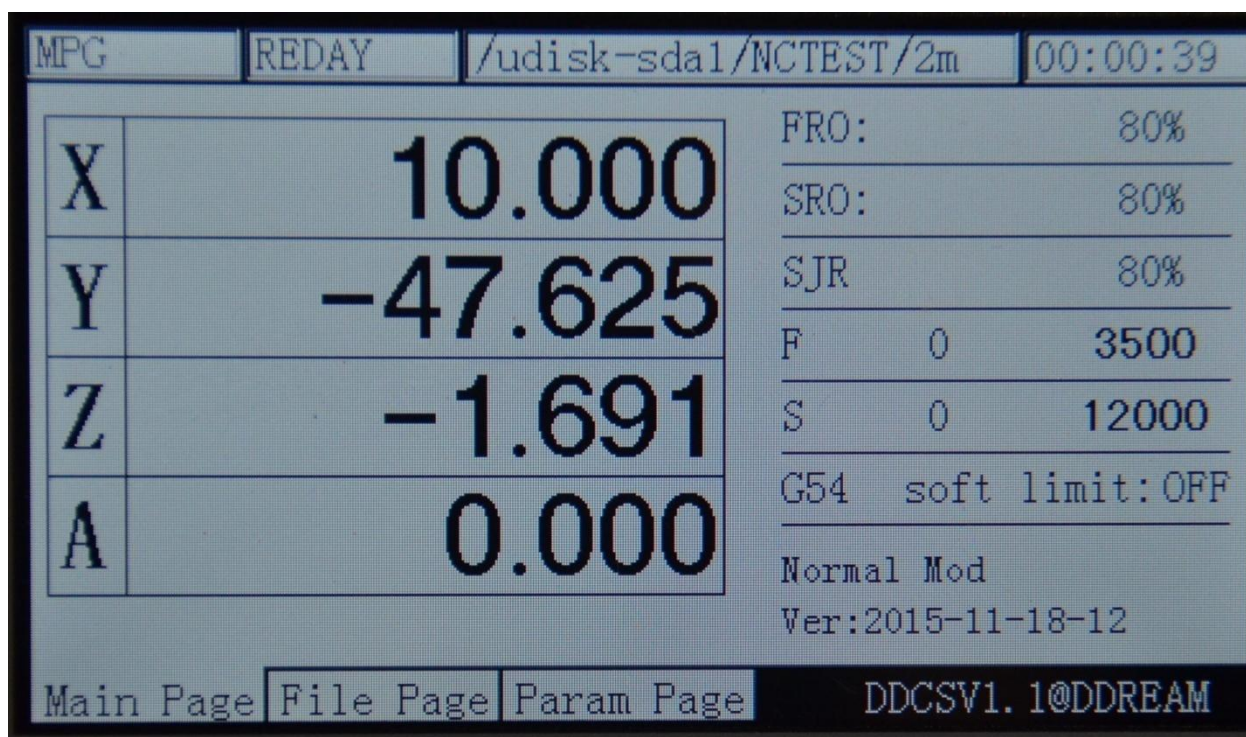 MPG REDAY /udisk-sda1/NCTEST/2m 00:00:39
X 10.000
Y -47.625
Z -1.691
A 0.000
FRO: 80%
SRO: 80%
SJR 80%
F 0 3500
S 0 12000
G54 soft limit:OFF
Normal Mod
Ver:2015-11-18-12
Main Page File Page Param Page DDCSV1.1@DDREAM